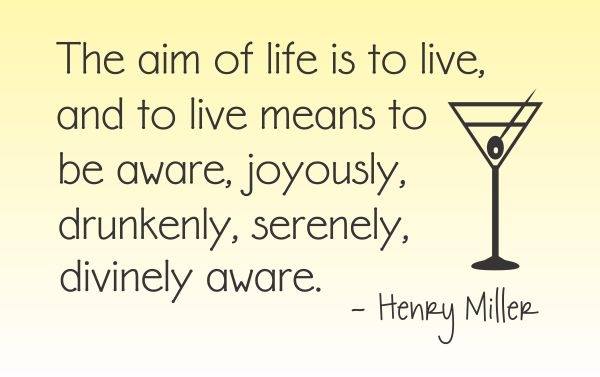 The aim of life is to live,
and to live means to
be aware, joyously,
drunkenly, serenely,
divinely aware.
- Henry Miller